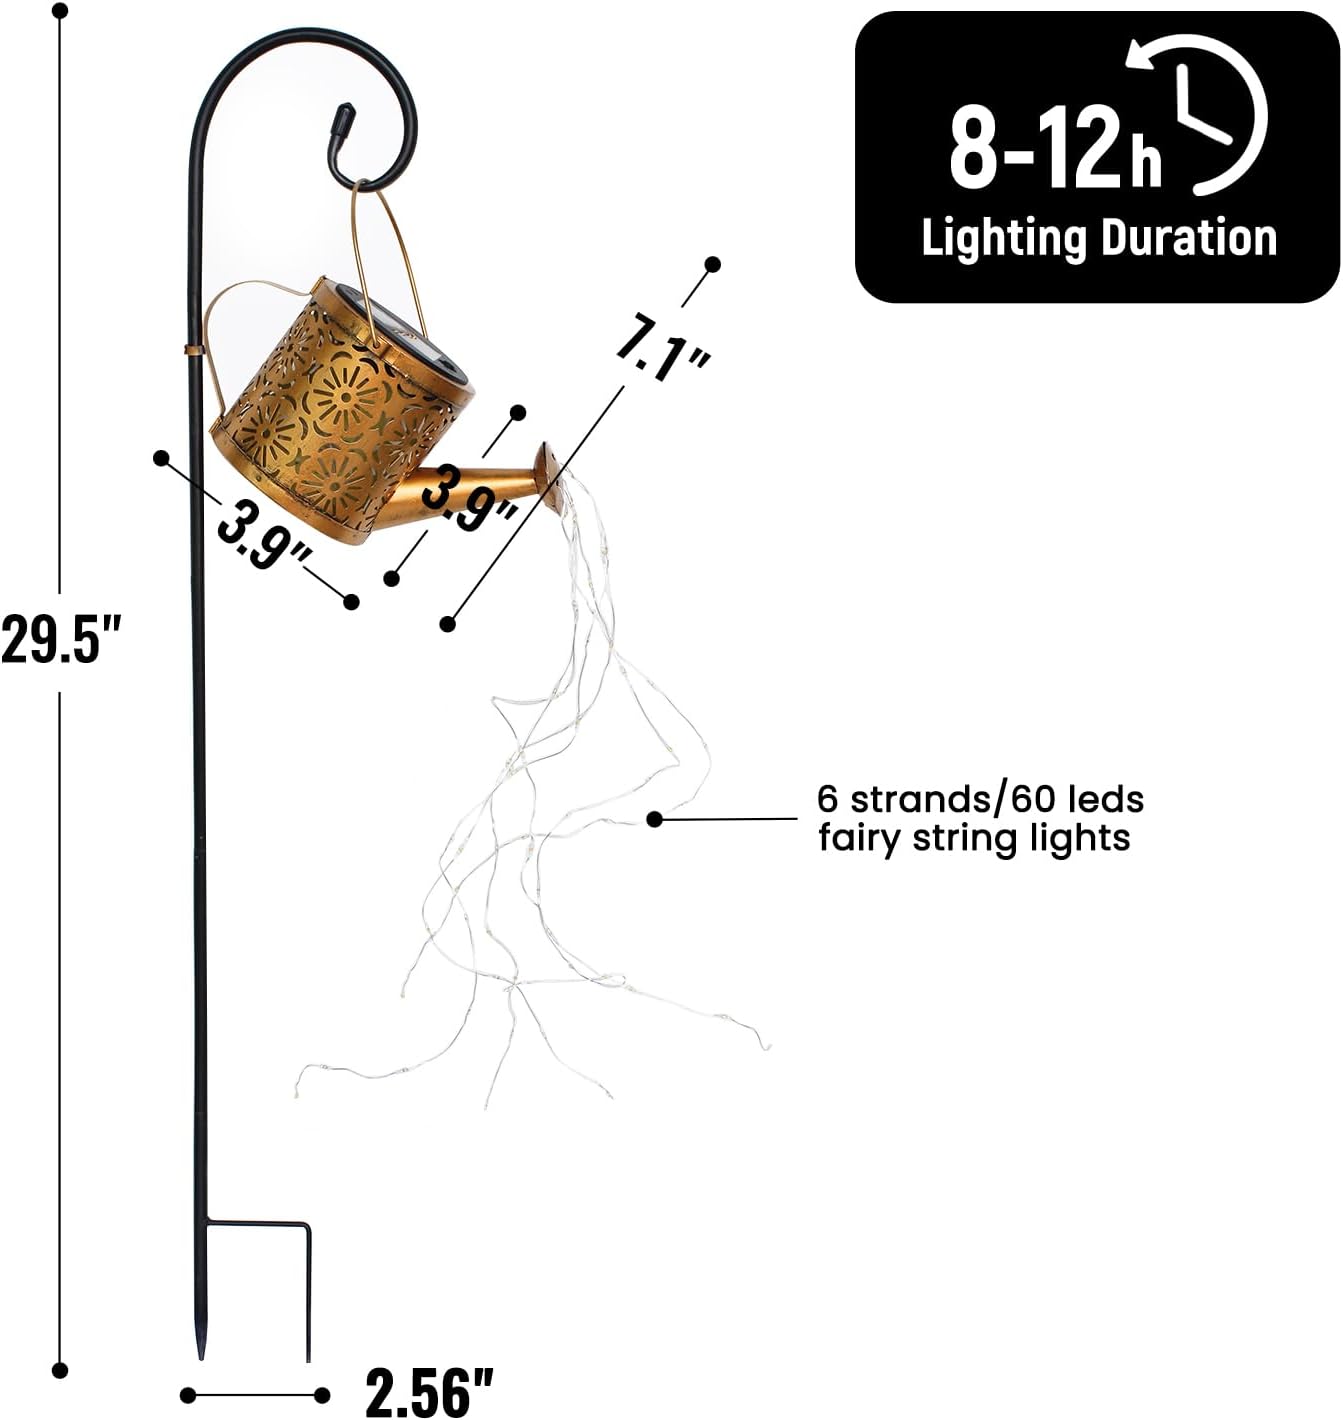 8-12h
Lighting Duration
7.1"
3.9"
3.9"
29.5"
6 strands/60 leds
fairy string lights
2.56"